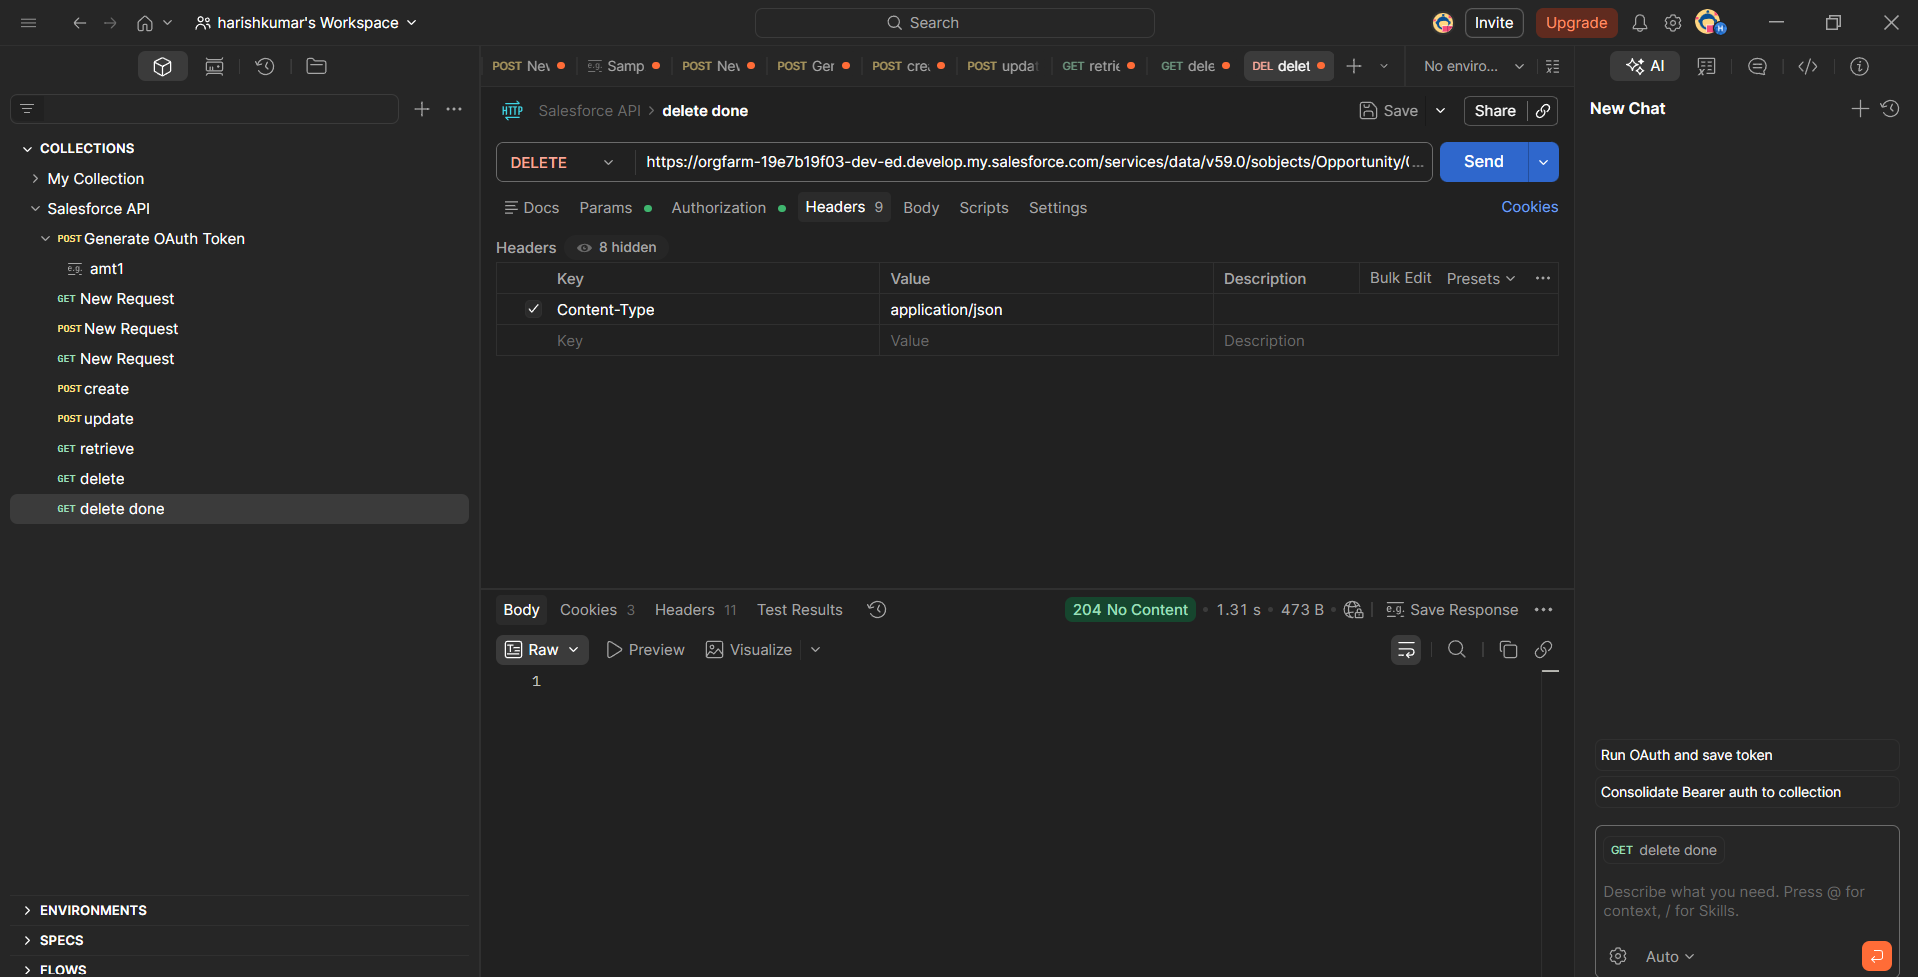 harishkumar's Workspace
Search
Invite
Upgrade
POST Nev
e.g. Samp
POST Nev
POST Ger
POST cre
POST updat
GET retrie
GET dele
DEL delet
No enviro...
AI
HTTP Salesforce API > delete done
Save
Share
New Chat
COLLECTIONS
My Collection
Salesforce API
POST Generate OAuth Token
e.g. amt1
GET New Request
POST New Request
GET New Request
POST create
POST update
GET retrieve
GET delete
GET delete done
ENVIRONMENTS
SPECS
FLOWS
DELETE
https://orgfarm-19e7b19f03-dev-ed.develop.my.salesforce.com/services/data/v59.0/sobjects/Opportunity/(...
Send
Docs Params Authorization Headers 9 Body Scripts Settings
Cookies
Headers 8 hidden
Key Value Description Bulk Edit Presets
Content-Type application/json
Key Value Description
Body Cookies 3 Headers 11 Test Results
204 No Content • 1.31 s • 473 B
e.g. Save Response
Raw Preview Visualize
1
Run OAuth and save token
Consolidate Bearer auth to collection
GET delete done
Describe what you need. Press @ for
context, / for Skills.
Auto